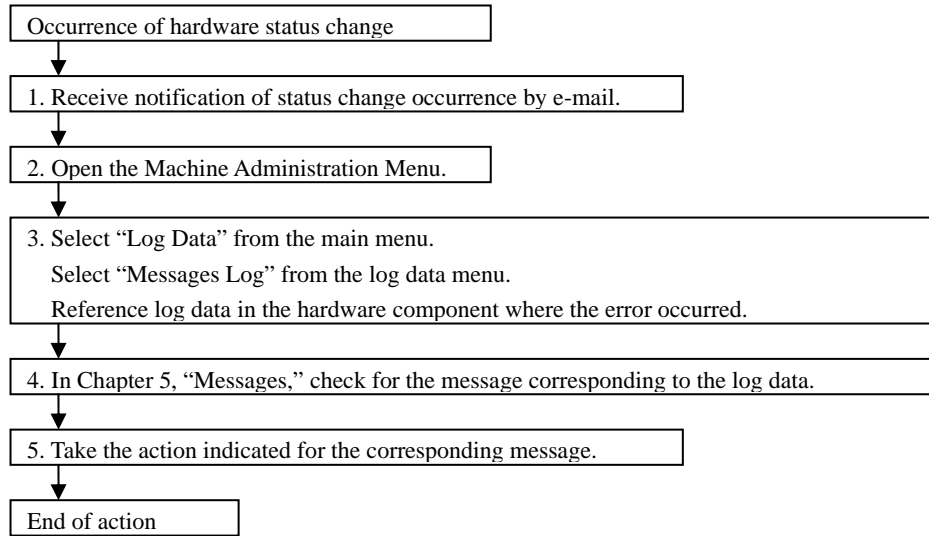 Occurrence of hardware status change
1. Receive notification of status change occurrence by e-mail.
2. Open the Machine Administration Menu.
3. Select “Log Data” from the main menu.
Select “Messages Log” from the log data menu.
Reference log data in the hardware component where the error occurred.
4. In Chapter 5, “Messages,” check for the message corresponding to the log data.
5. Take the action indicated for the corresponding message.
End of action